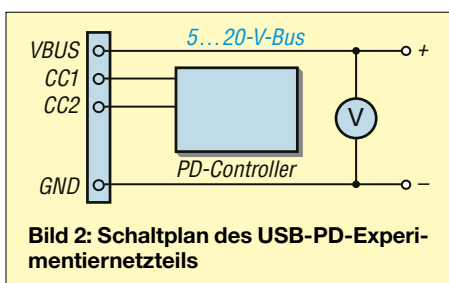 VBUS
5…20-V-Bus
+
CC1
CC2
V
PD-Controller
GND
–
Bild 2: Schaltplan des USB-PD-Experi-
mentiernetzteils